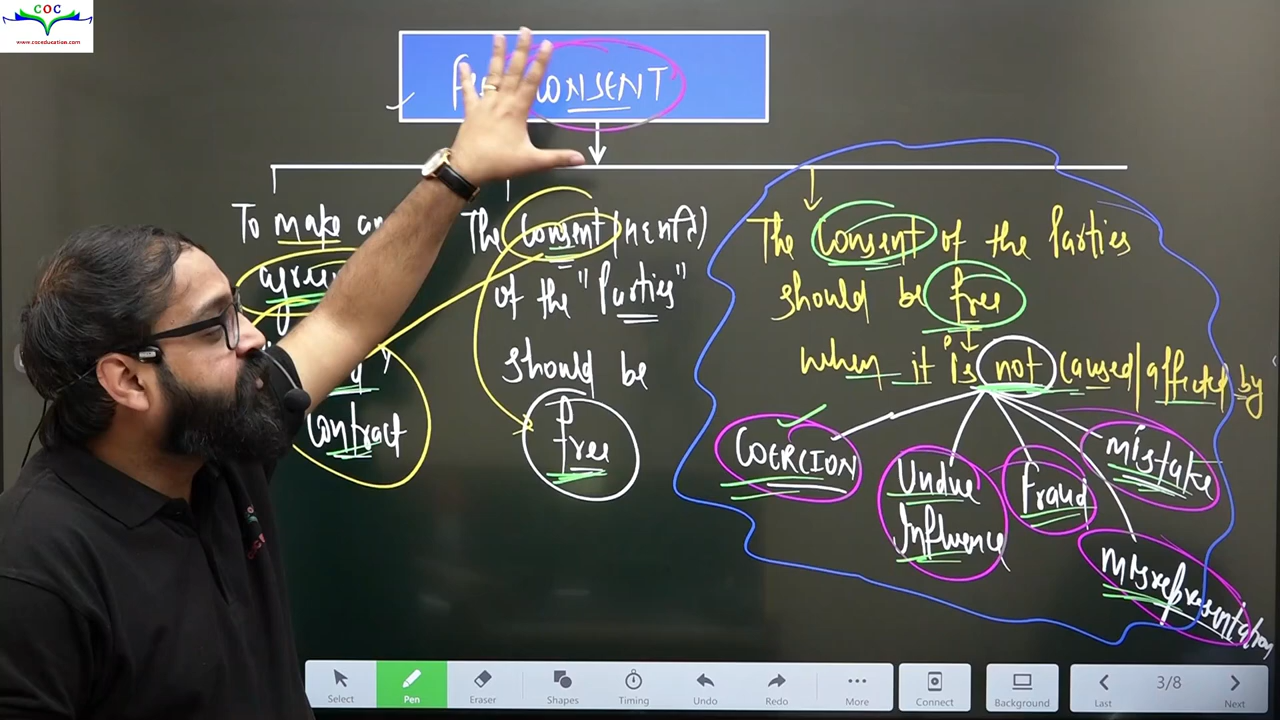 COC
www.coceducation.com
CONSENT
To make an
agree
Contract
The Consent (सहमति)
of the "Parties"
should be
free
The Consent of the Parties
should be free
when it is not caused/affected by
COERCION
Undue
Influence
Fraud
mistake
misrepresentation
Select
Pen
Eraser
Shapes
Timing
Undo
Redo
More
Connect
Background
Last
3/8
Next